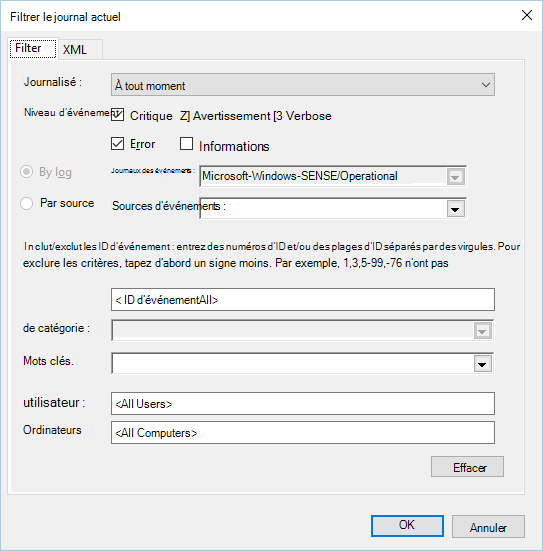 Filtrer le journal actuel
Filter XML
Journalisé : À tout moment
Niveau d'événement Critique Z] Avertissement [3 Verbose
Error Informations
By log Journaux des événements : Microsoft-Windows-SENSE/Operational
Par source Sources d'événements :
In clut/exclut les ID d'événement : entrez des numéros d'ID et/ou des plages d'ID séparés par des virgules. Pour
exclure les critères, tapez d'abord un signe moins. Par exemple, 1,3,5-99,-76 n'ont pas
< ID d'événementAll>
de catégorie :
Mots clés.
utilisateur : <All Users>
Ordinateurs <All Computers>
Effacer
OK Annuler